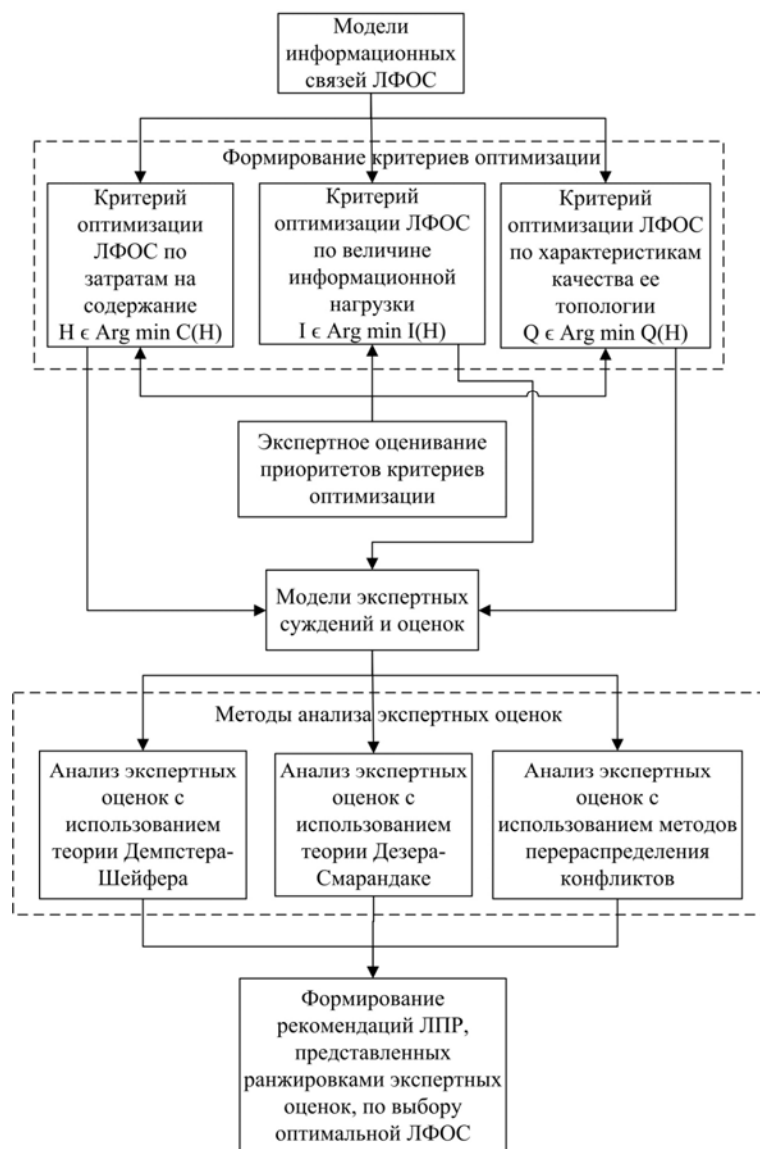 Модели
информационных
связей ЛФОС
Формирование критериев оптимизации
Критерий
оптимизации
ЛФОС по
затратам на
содержание
H ϵ Arg min C(H)
Критерий
оптимизации ЛФОС
по величине
информационной
нагрузки
I ϵ Arg min I(H)
Критерий
оптимизации ЛФОС
по характеристикам
качества ее
топологии
Q ϵ Arg min Q(H)
Экспертное оценивание
приоритетов критериев
оптимизации
Модели экспертных
суждений и оценок
Методы анализа экспертных оценок
Анализ экспертных
оценок с
использованием
теории Демпстера-
Шейфера
Анализ экспертных
оценок с
использованием
теории Дезера-
Смарандаке
Анализ экспертных
оценок с
использованием методов
перераспределения
конфликтов
Формирование
рекомендаций ЛПР,
представленных
ранжировками экспертных
оценок, по выбору
оптимальной ЛФОС